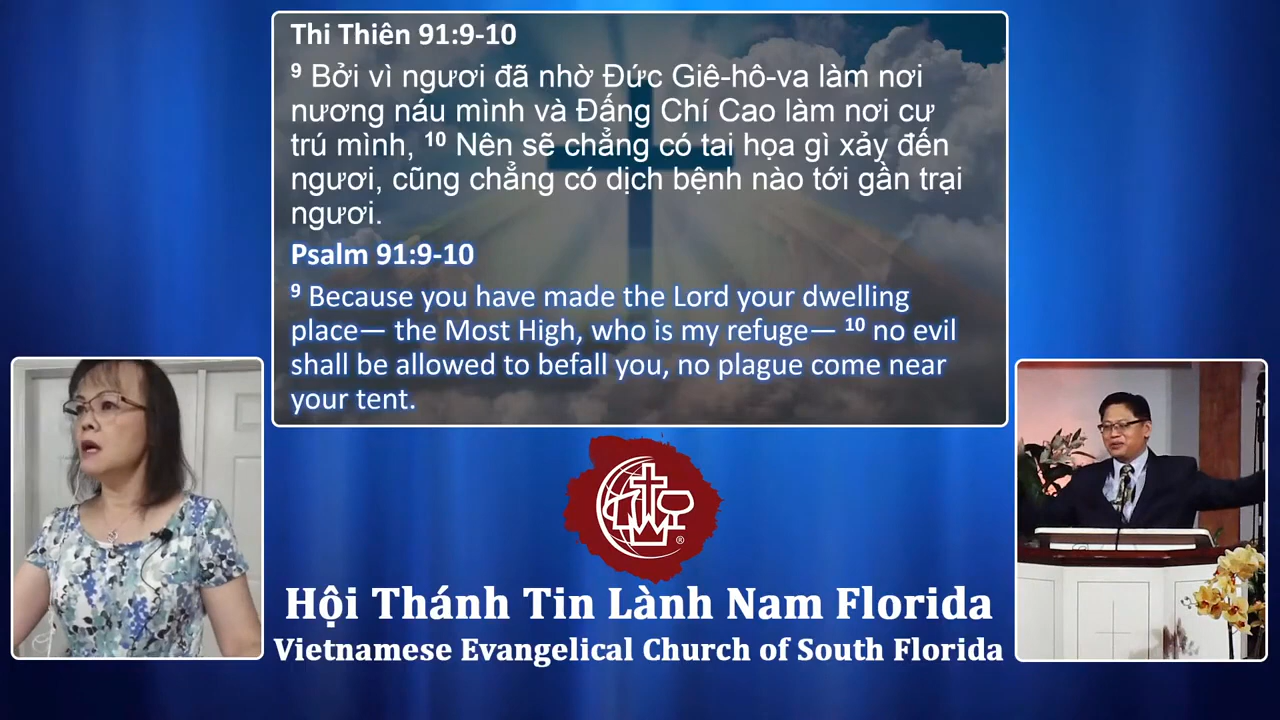 Thi Thiên 91:9-10
9 Bởi vì ngươi đã nhờ Đức Giê-hô-va làm nơi
nương náu mình và Đấng Chí Cao làm nơi cư
trú mình, 10 Nên sẽ chẳng có tai họa gì xảy đến
ngươi, cũng chẳng có dịch bệnh nào tới gần trại
ngươi.
Psalm 91:9-10
9 Because you have made the Lord your dwelling
place— the Most High, who is my refuge— 10 no evil
shall be allowed to befall you, no plague come near
your tent.
®
Hội Thánh Tin Lành Nam Florida
Vietnamese Evangelical Church of South Florida